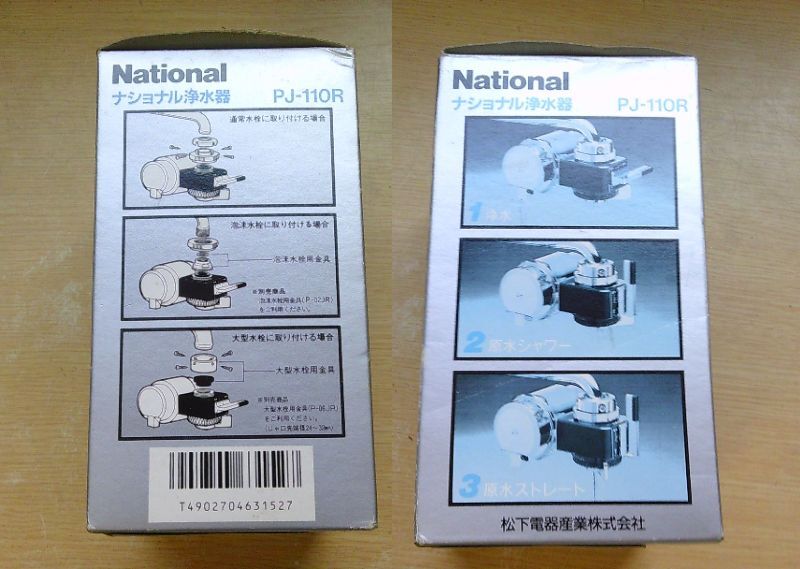 National
ナショナル浄水器 PJ-110R
通常水栓に取り付ける場合
泡沫水栓に取り付ける場合
泡沫水栓用金具
※別売商品
泡沫水栓用金具(P-02JR)
をご利用ください。
大型水栓に取り付ける場合
大型水栓用金具
※別売商品
大型水栓用金具(P-06JR)
をご利用ください。
T4902704631527
National
ナショナル浄水器 PJ-110R
1 浄水
2 原水シャワー
3 原水ストレート
松下電器産業株式会社